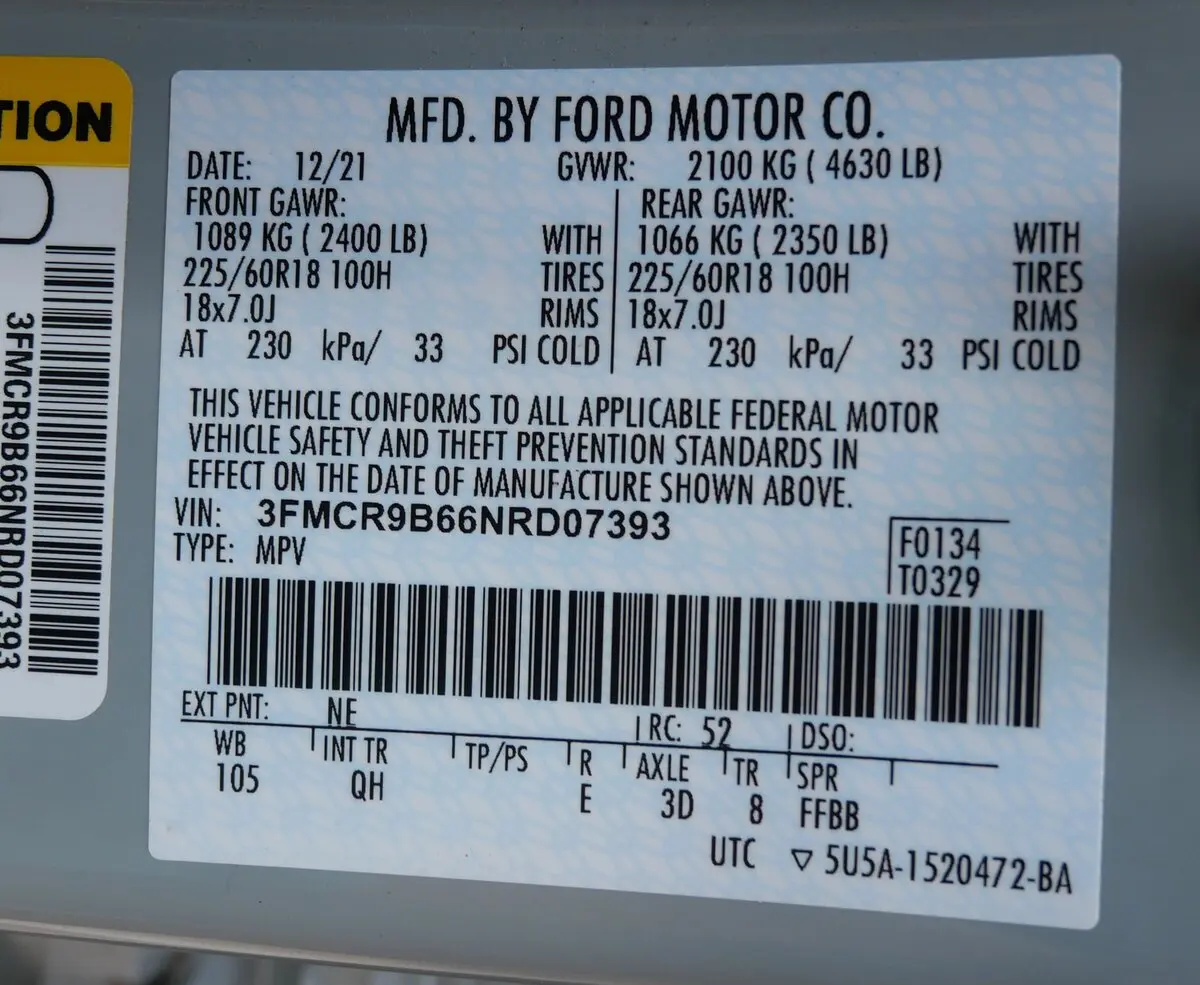 TION
3FMCR9B66NRD07393
MFD. BY FORD MOTOR CO.
DATE: 12/21 GVWR: 2100 KG ( 4630 LB)
FRONT GAWR: REAR GAWR:
1089 KG ( 2400 LB) WITH 1066 KG ( 2350 LB) WITH
225/60R18 100H TIRES 225/60R18 100H TIRES
18x7.0J RIMS 18x7.0J RIMS
AT 230 kPa/ 33 PSI COLD AT 230 kPa/ 33 PSI COLD
THIS VEHICLE CONFORMS TO ALL APPLICABLE FEDERAL MOTOR
VEHICLE SAFETY AND THEFT PREVENTION STANDARDS IN
EFFECT ON THE DATE OF MANUFACTURE SHOWN ABOVE.
VIN: 3FMCR9B66NRD07393
TYPE: MPV
F0134
T0329
EXT PNT: NE RC: 52 DSO:
WB INT TR TP/PS R AXLE TR SPR
105 QH E 3D 8 FFBB
UTC ▽ 5U5A-1520472-BA